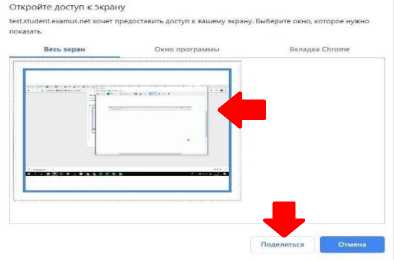 Откройте доступ к экрану
test.student.examus.net хочет предоставить доступ к вашему экрану. Выберите окно, которое нужно
показать.
Весь экран Окно программы Вкладка Chrome
Поделиться Отмена